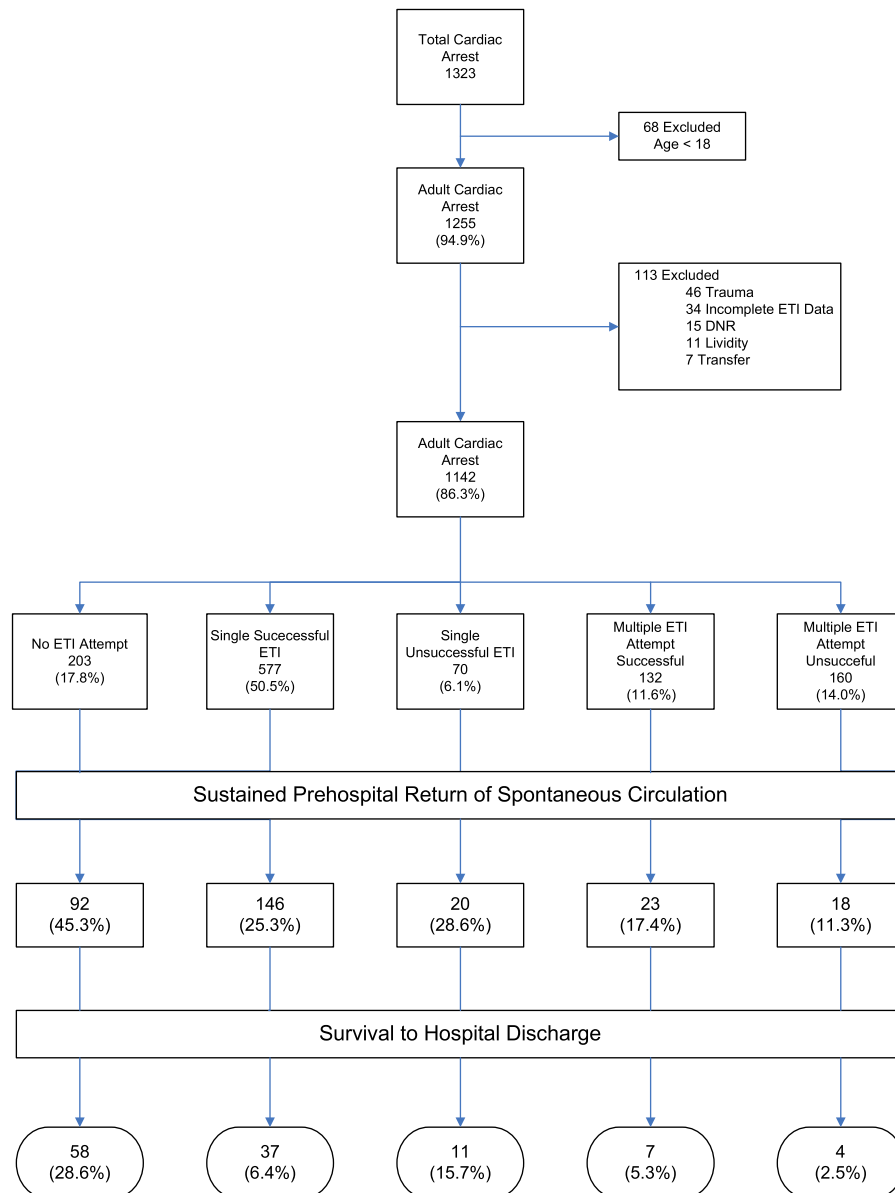 Total Cardiac
Arrest
1323
68 Excluded
Age < 18
Adult Cardiac
Arrest
1255
(94.9%)
113 Excluded
46 Trauma
34 Incomplete ETI Data
15 DNR
11 Lividity
7 Transfer
Adult Cardiac
Arrest
1142
(86.3%)
No ETI Attempt
203
(17.8%)
Single Sucecessful
ETI
577
(50.5%)
Single
Unsuccessful ETI
70
(6.1%)
Multiple ETI
Attempt
Successful
132
(11.6%)
Multiple ETI
Attempt
Unsucceful
160
(14.0%)
Sustained Prehospital Return of Spontaneous Circulation
92
(45.3%)
146
(25.3%)
20
(28.6%)
23
(17.4%)
18
(11.3%)
Survival to Hospital Discharge
58
(28.6%)
37
(6.4%)
11
(15.7%)
7
(5.3%)
4
(2.5%)